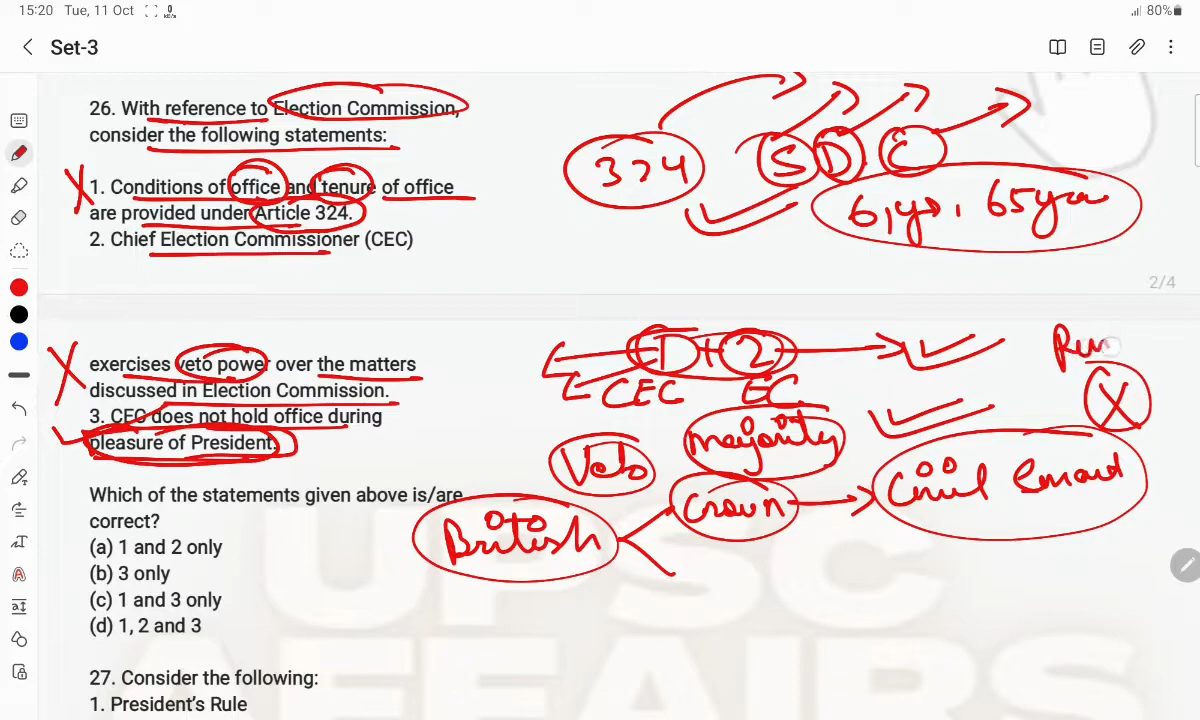 15:20 Tue, 11 Oct
80%
Set-3
26. With reference to Election Commission,
consider the following statements:
1. Conditions of office and tenure of office
are provided under Article 324.
2. Chief Election Commissioner (CEC)
324 S D C
6, yrs, 65 year
2/4
exercises veto power over the matters
discussed in Election Commission.
3. CEC does not hold office during
pleasure of President.
1 + 2
CEC EC
X
Veto
majority
British
Crown
Civil
Which of the statements given above is/are
correct?
(a) 1 and 2 only
(b) 3 only
(c) 1 and 3 only
(d) 1, 2 and 3
UPSC
AFFAIRS
27. Consider the following:
1. President's Rule